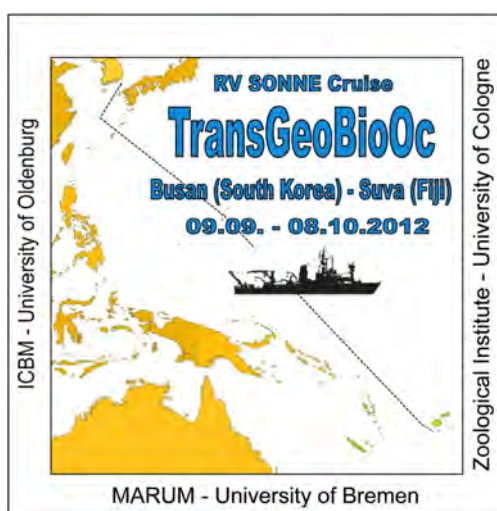 RV SONNE Cruise
TransGeoBioOc
Busan (South Korea) - Suva (Fiji)
09.09. - 08.10.2012
ICBM - University of Oldenburg
Zoological Institute - University of Cologne
MARUM - University of Bremen